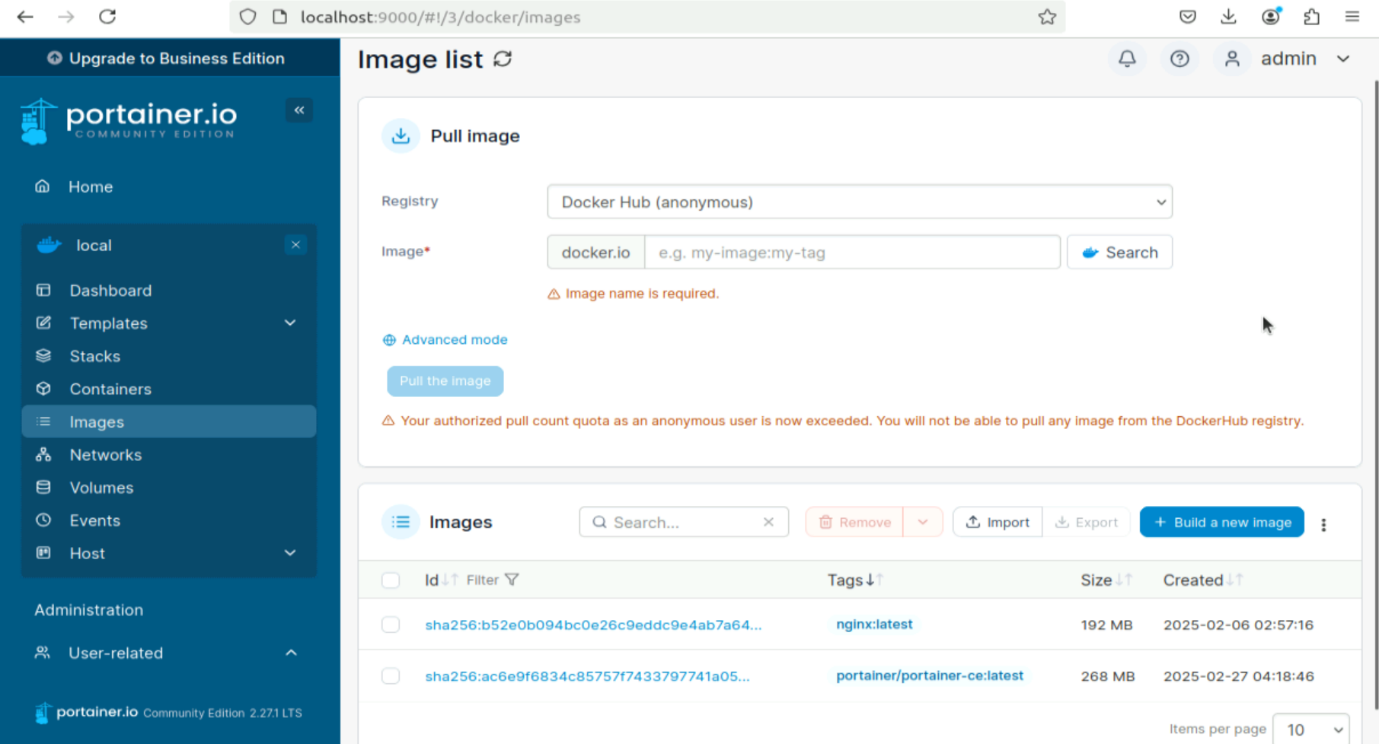 localhost:9000/#!/3/docker/images
Upgrade to Business Edition
portainer.io
COMMUNITY EDITION
Home
local
Dashboard
Templates
Stacks
Containers
Images
Networks
Volumes
Events
Host
Administration
User-related
portainer.io Community Edition 2.27.1 LTS
Image list
admin
Pull image
Registry
Docker Hub (anonymous)
Image*
docker.io
e.g. my-image:my-tag
Search
Image name is required.
Advanced mode
Pull the image
Your authorized pull count quota as an anonymous user is now exceeded. You will not be able to pull any image from the DockerHub registry.
Images
Search...
Remove
Import
Export
+ Build a new image
Id Filter Tags Size Created
sha256:b52e0b094bc0e26c9eddc9e4ab7a64... nginx:latest 192 MB 2025-02-06 02:57:16
sha256:ac6e9f6834c85757f7433797741a05... portainer/portainer-ce:latest 268 MB 2025-02-27 04:18:46
Items per page 10